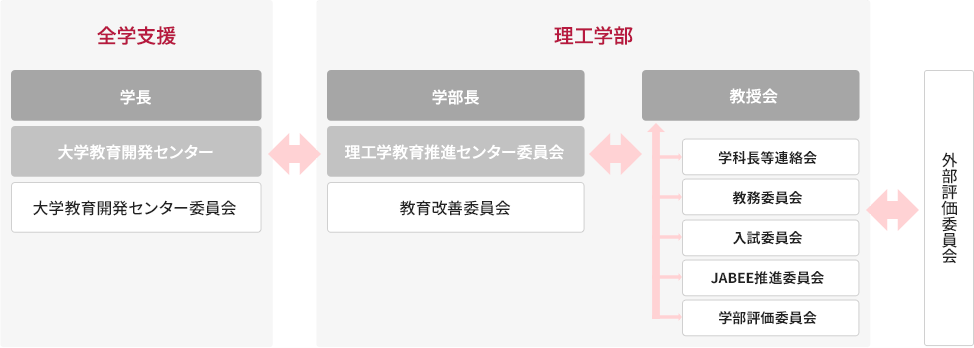 全学支援
学長
大学教育開発センター
大学教育開発センター委員会
理工学部
学部長
理工学教育推進センター委員会
教育改善委員会
教授会
学科長等連絡会
教務委員会
入試委員会
JABEE推進委員会
学部評価委員会
外部評価委員会